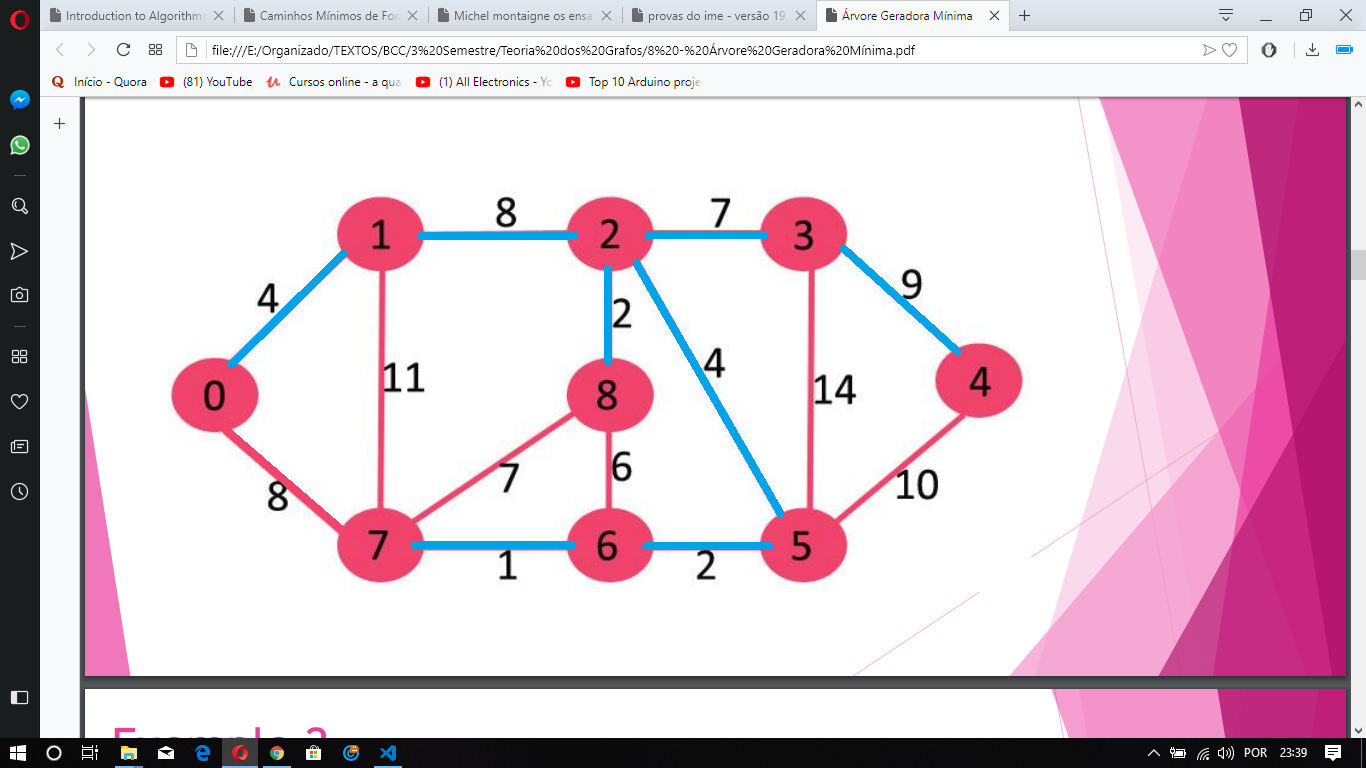 Introduction to Algorithms
Caminhos Mínimos de For
Michel montaigne os ensa
provas do ime - versão 19
Árvore Geradora Mínima
file:///E:/Organizado/TEXTOS/BCC/3%20Semestre/Teoria%20dos%20Grafos/8%20-%20Árvore%20Geradora%20Mínima.pdf
Início - Quora
(81) YouTube
Cursos online - a qua
(1) All Electronics - Yo
Top 10 Arduino proje
8
7
1
2
3
4
9
2
4
11
14
4
0
8
7
6
8
10
7
6
5
1
2
POR
23:39